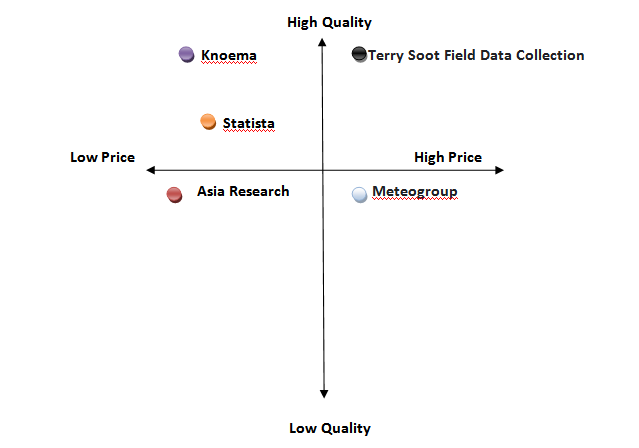 High Quality
Knoema
Terry Soot Field Data Collection
Statista
Low Price
High Price
Asia Research
Meteogroup
Low Quality